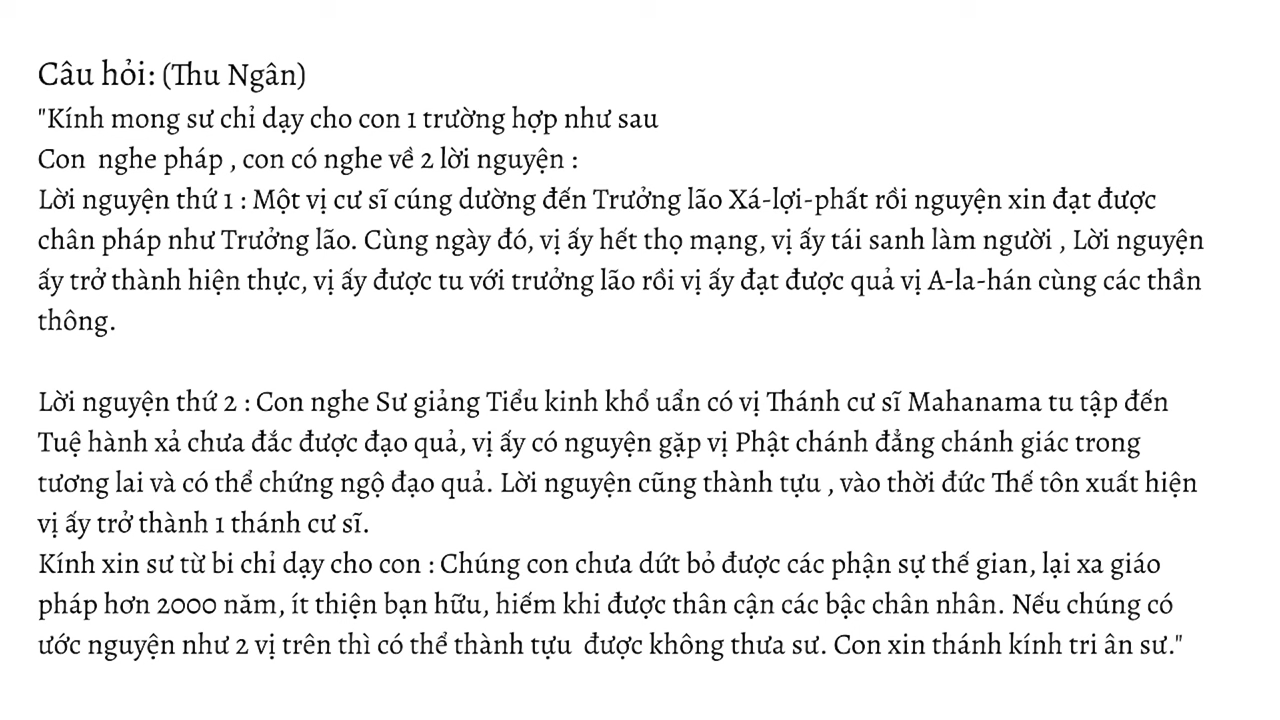 Câu hỏi: (Thu Ngân)
"Kính mong sư chỉ dạy cho con 1 trường hợp như sau
Con nghe pháp , con có nghe về 2 lời nguyện :
Lời nguyện thứ 1 : Một vị cư sĩ cúng dường đến Trưởng lão Xá-lợi-phất rồi nguyện xin đạt được
chân pháp như Trưởng lão. Cùng ngày đó, vị ấy hết thọ mạng, vị ấy tái sanh làm người , Lời nguyện
ấy trở thành hiện thực, vị ấy được tu với trưởng lão rồi vị ấy đạt được quả vị A-la-hán cùng các thần
thông.
Lời nguyện thứ 2 : Con nghe Sư giảng Tiểu kinh khổ uẩn có vị Thánh cư sĩ Mahanama tu tập đến
Tuệ hành xả chưa đắc được đạo quả, vị ấy có nguyện gặp vị Phật chánh đẳng chánh giác trong
tương lai và có thể chứng ngộ đạo quả. Lời nguyện cũng thành tựu , vào thời đức Thế tôn xuất hiện
vị ấy trở thành 1 thánh cư sĩ.
Kính xin sư từ bi chỉ dạy cho con : Chúng con chưa dứt bỏ được các phận sự thế gian, lại xa giáo
pháp hơn 2000 năm, ít thiện bạn hữu, hiếm khi được thân cận các bậc chân nhân. Nếu chúng có
ước nguyện như 2 vị trên thì có thể thành tựu được không thưa sư. Con xin thánh kính tri ân sư."